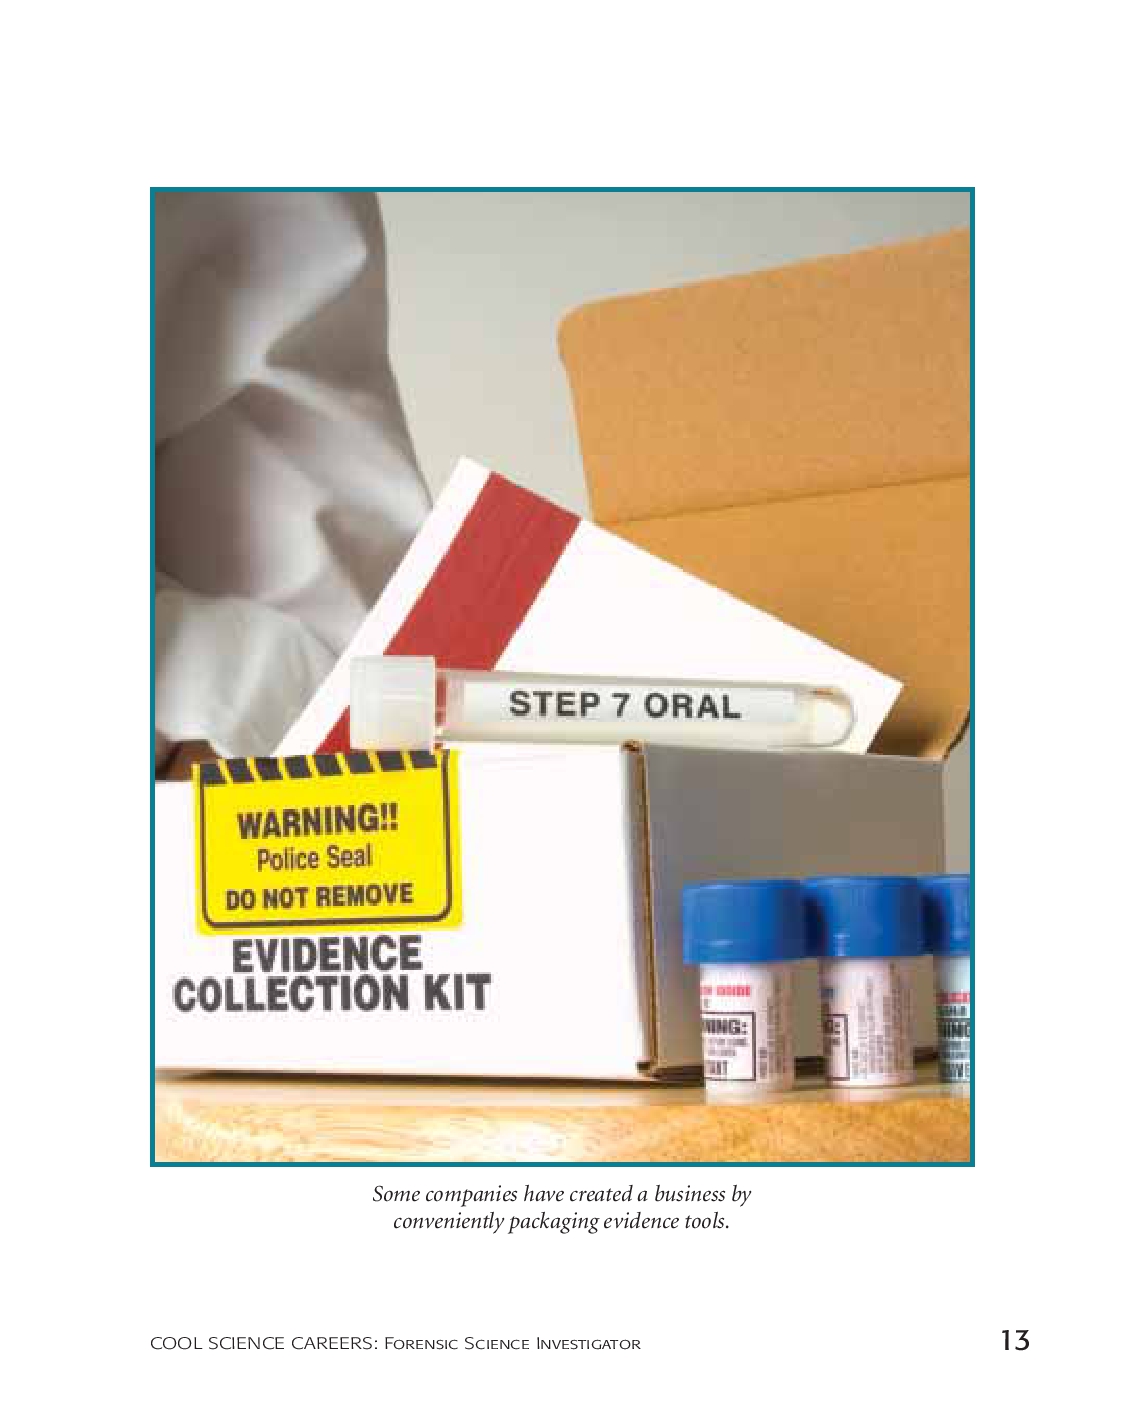 STEP 7 ORAL
WARNING!!
Police Seal
DO NOT REMOVE
EVIDENCE
COLLECTION KIT
Some companies have created a business by
conveniently packaging evidence tools.
COOL SCIENCE CAREERS: FORENSIC SCIENCE INVESTIGATOR
13